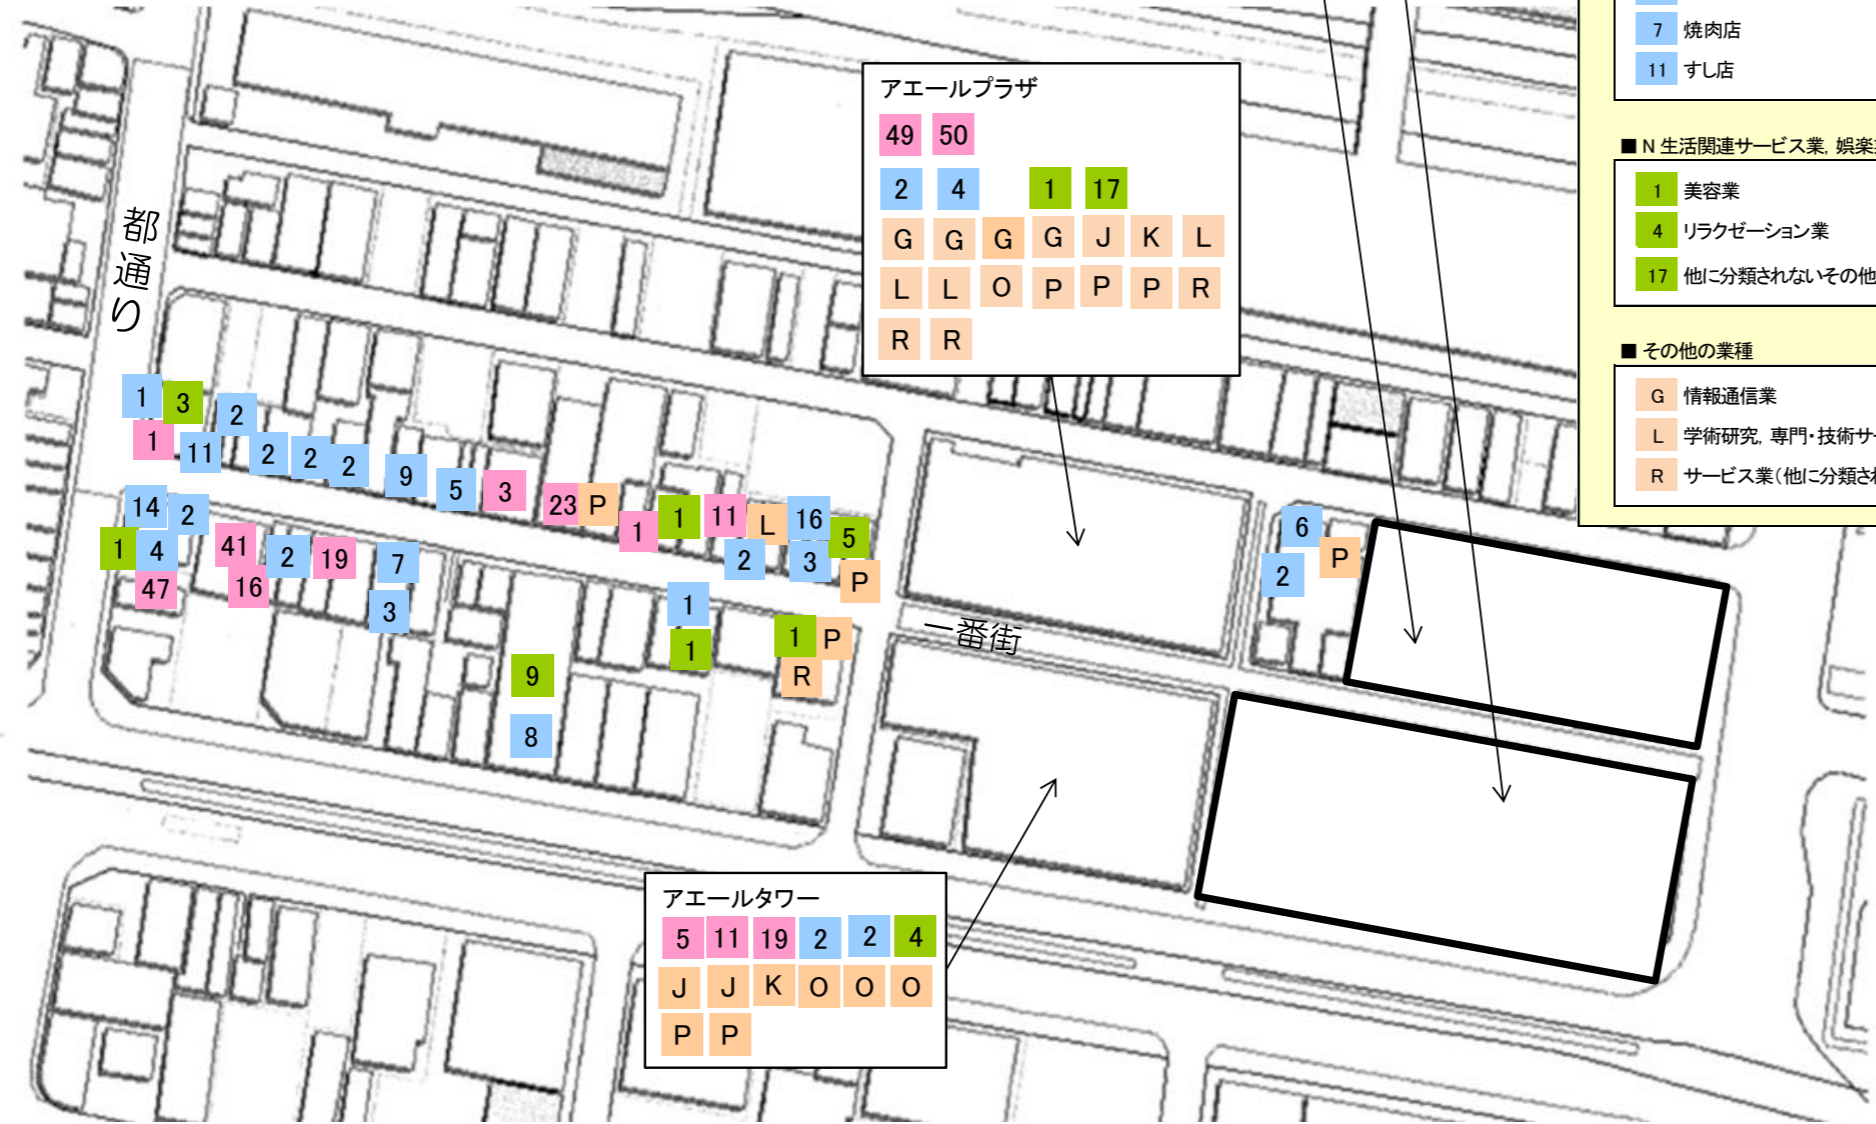 アエールプラザ
49 50
2 4 1 17
G G G G J K L
L L O P P P R
R R
7 焼肉店
11 すし店
■ N 生活関連サービス業, 娯楽
1 美容業
4 リラクゼーション業
17 他に分類されないその他
■ その他の業種
G 情報通信業
L 学術研究, 専門・技術サー
R サービス業(他に分類され
都通り
1 3 2
1 11 2 2 2 9 5 3 23 P
1 1 11 L 16 5
2 3 P
14 2
1 4 41 2 19 7
47 16 3
1
1 1 P
R
9
8
6
2 P
一番街
アエールタワー
5 11 19 2 2 4
J J K O O O
P P